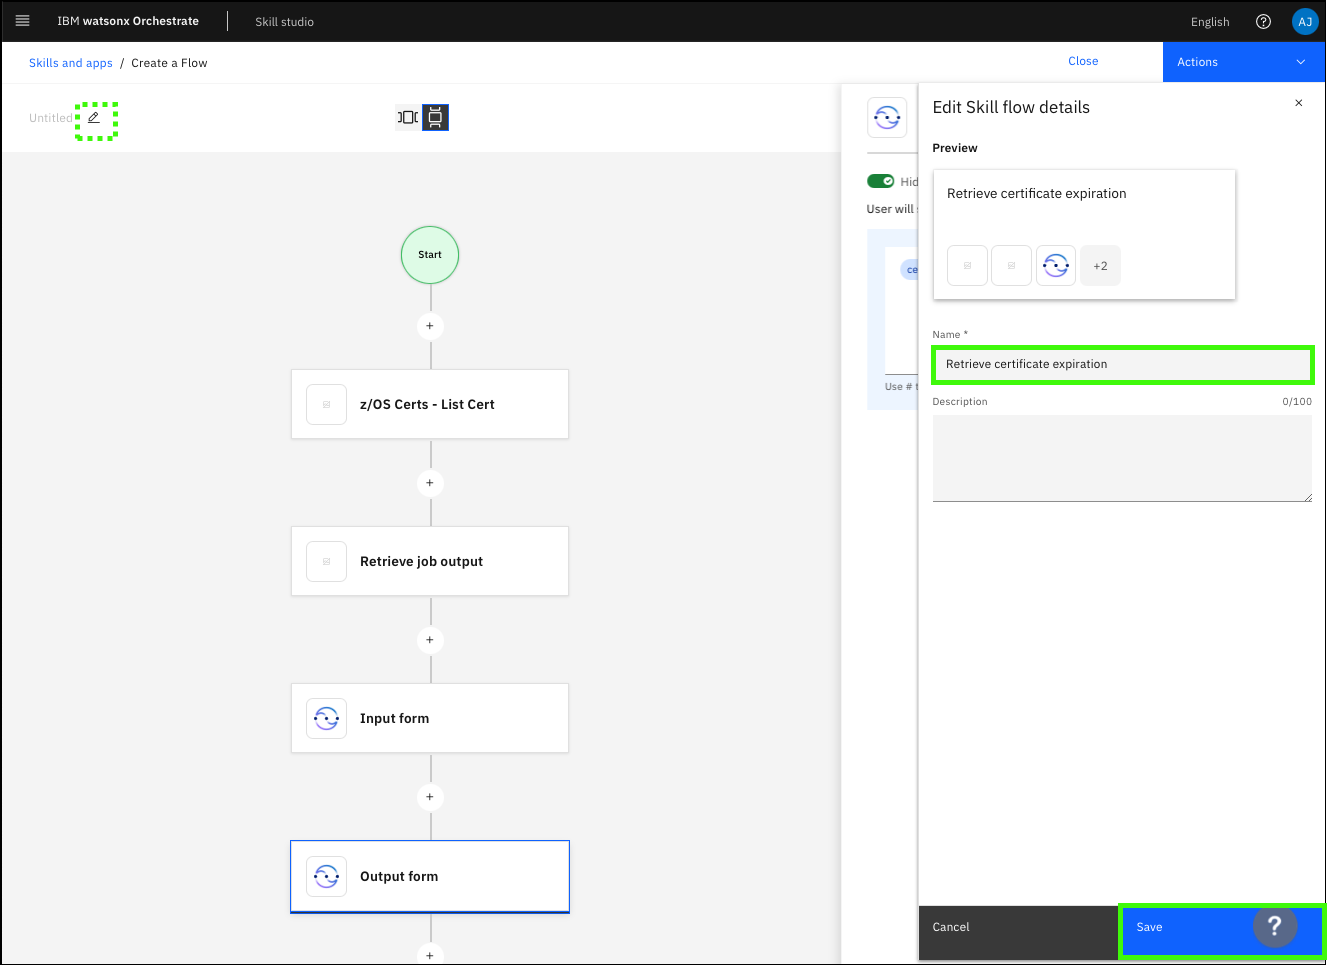 IBM watsonx Orchestrate
Skill studio
English
AJ
Skills and apps / Create a Flow
Close
Actions
Untitled
Start
+
z/OS Certs - List Cert
+
Retrieve job output
+
Input form
+
Output form
+
Hid
User will
ce
Use #
Edit Skill flow details
Preview
Retrieve certificate expiration
+2
Name *
Retrieve certificate expiration
Description
0/100
Cancel
Save
?